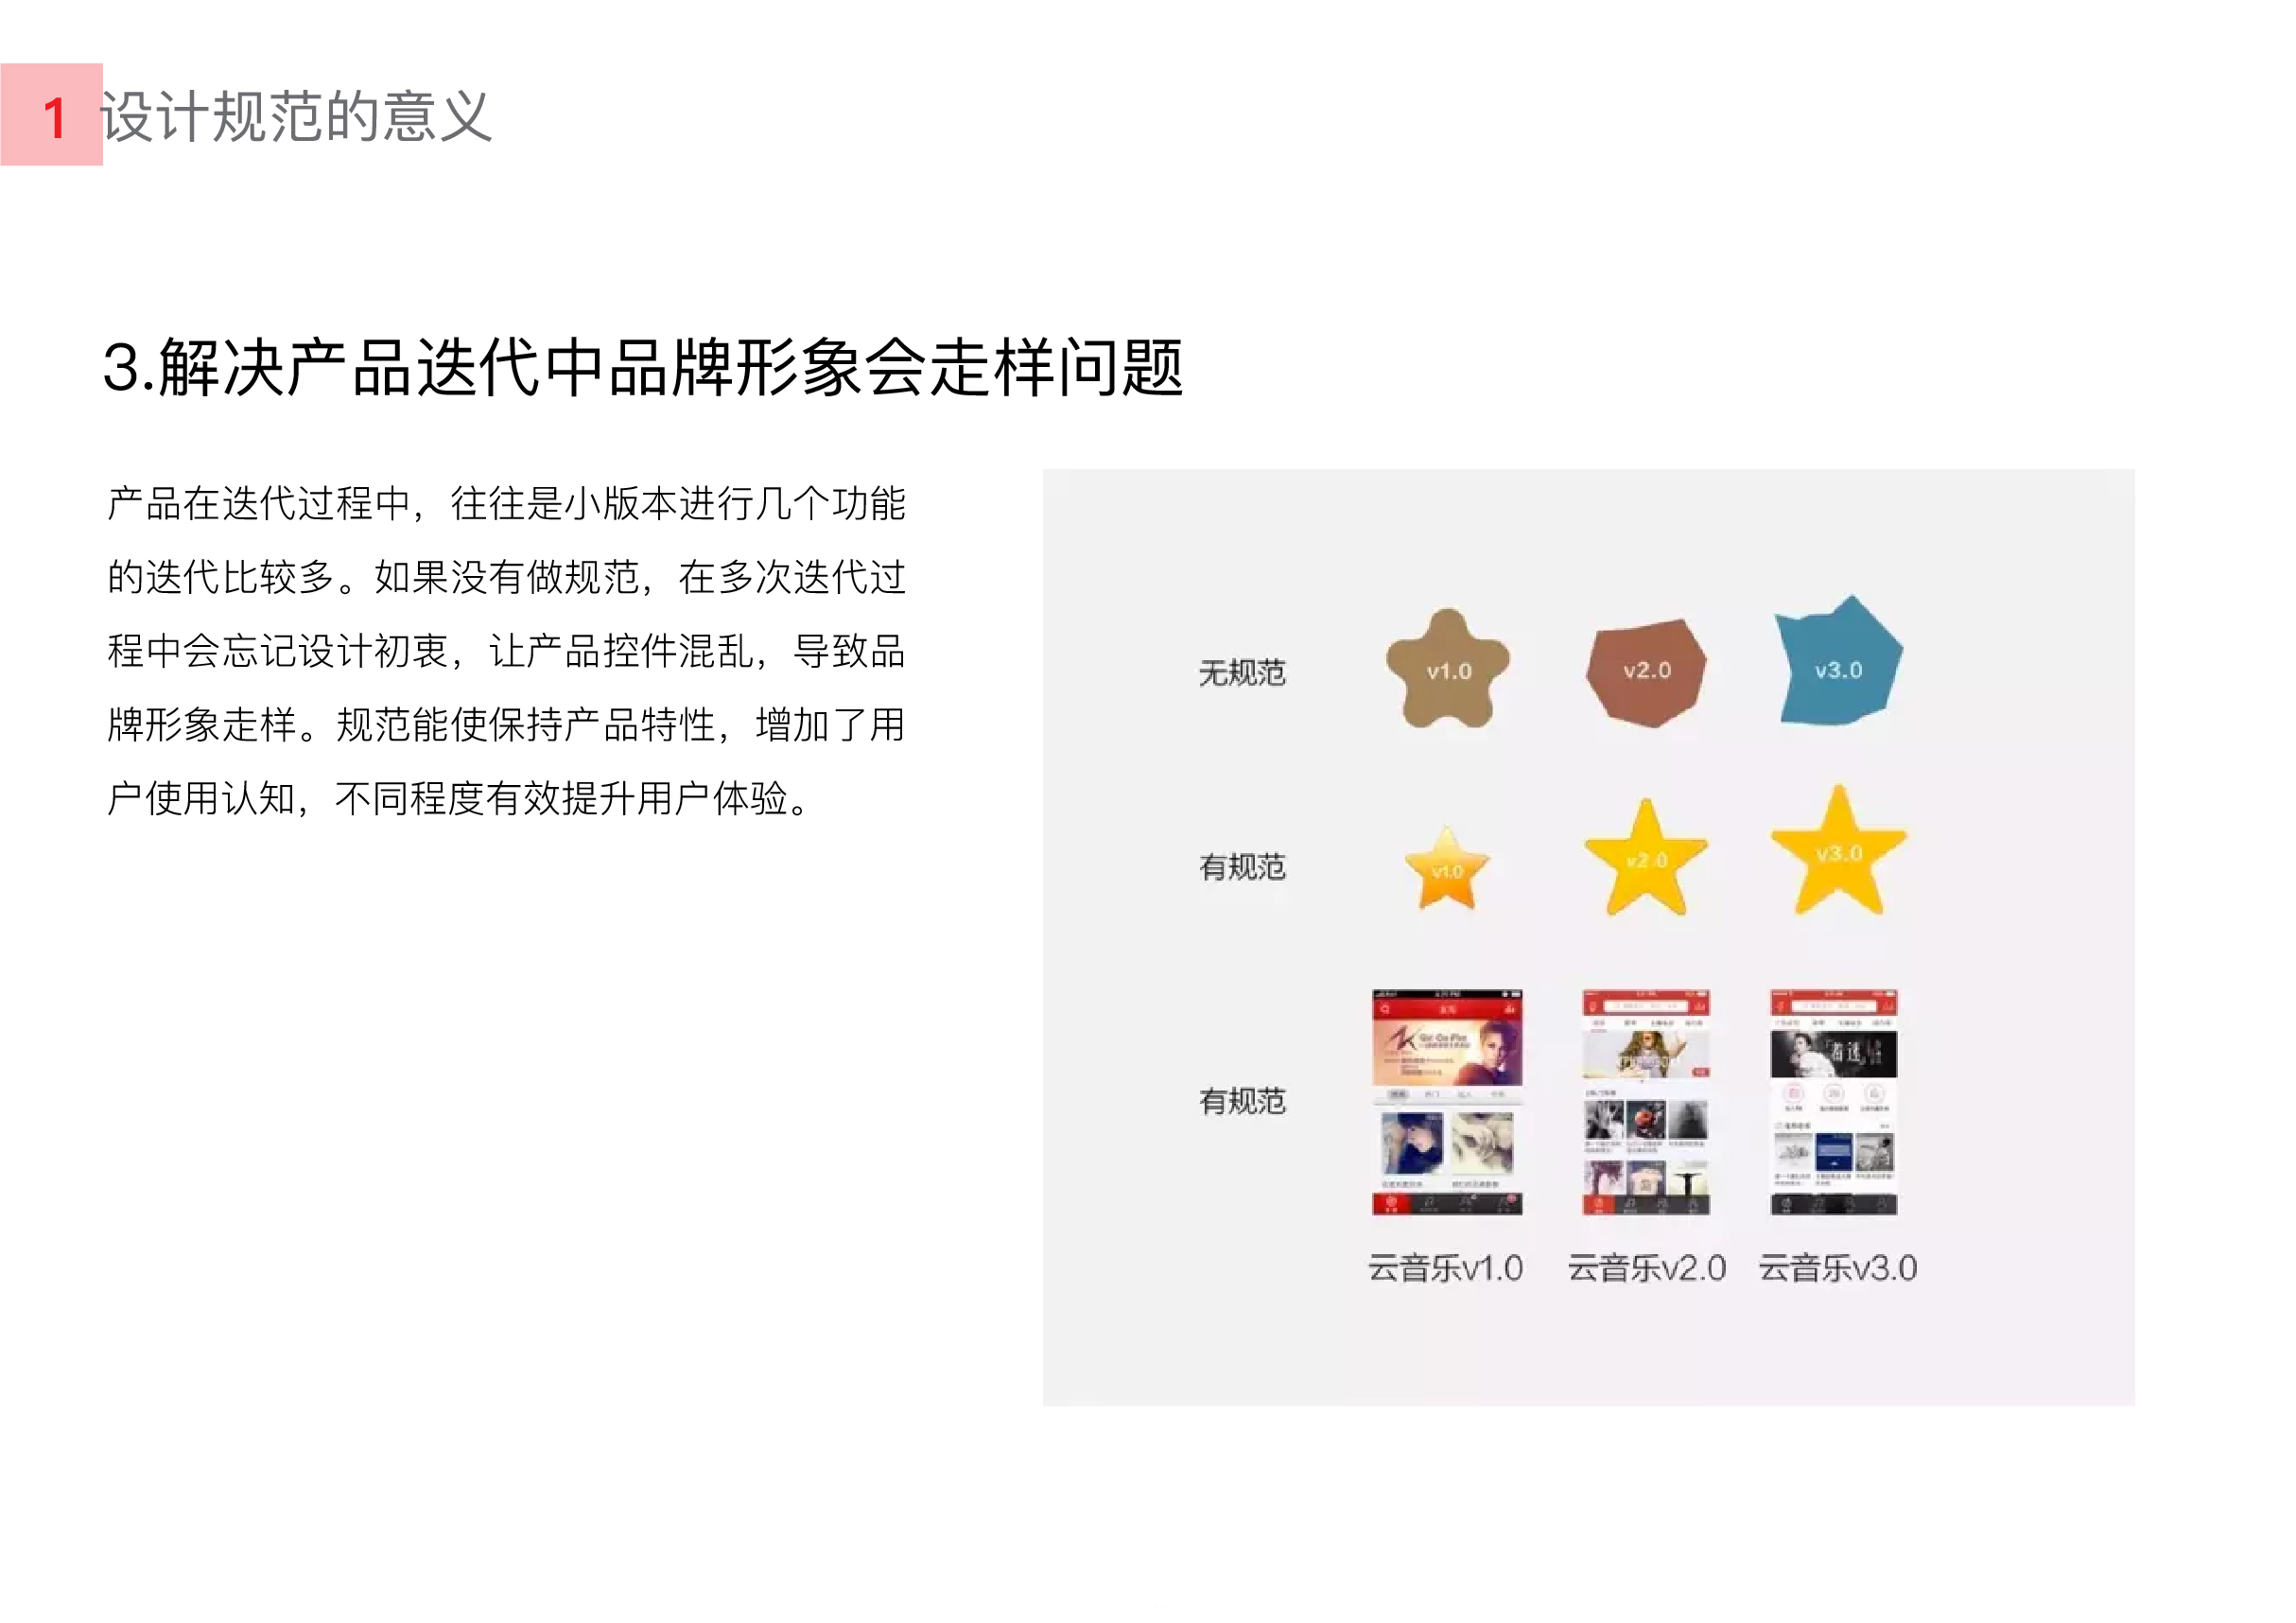 1 设计规范的意义
3.解决产品迭代中品牌形象会走样问题
产品在迭代过程中，往往是小版本进行几个功能
的迭代比较多。如果没有做规范，在多次迭代过
程中会忘记设计初衷，让产品控件混乱，导致品
牌形象走样。规范能使保持产品特性，增加了用
户使用认知，不同程度有效提升用户体验。
无规范 v1.0 v2.0 v3.0
有规范 v1.0 v2.0 v3.0
有规范
着迷
云音乐v1.0 云音乐v2.0 云音乐v3.0